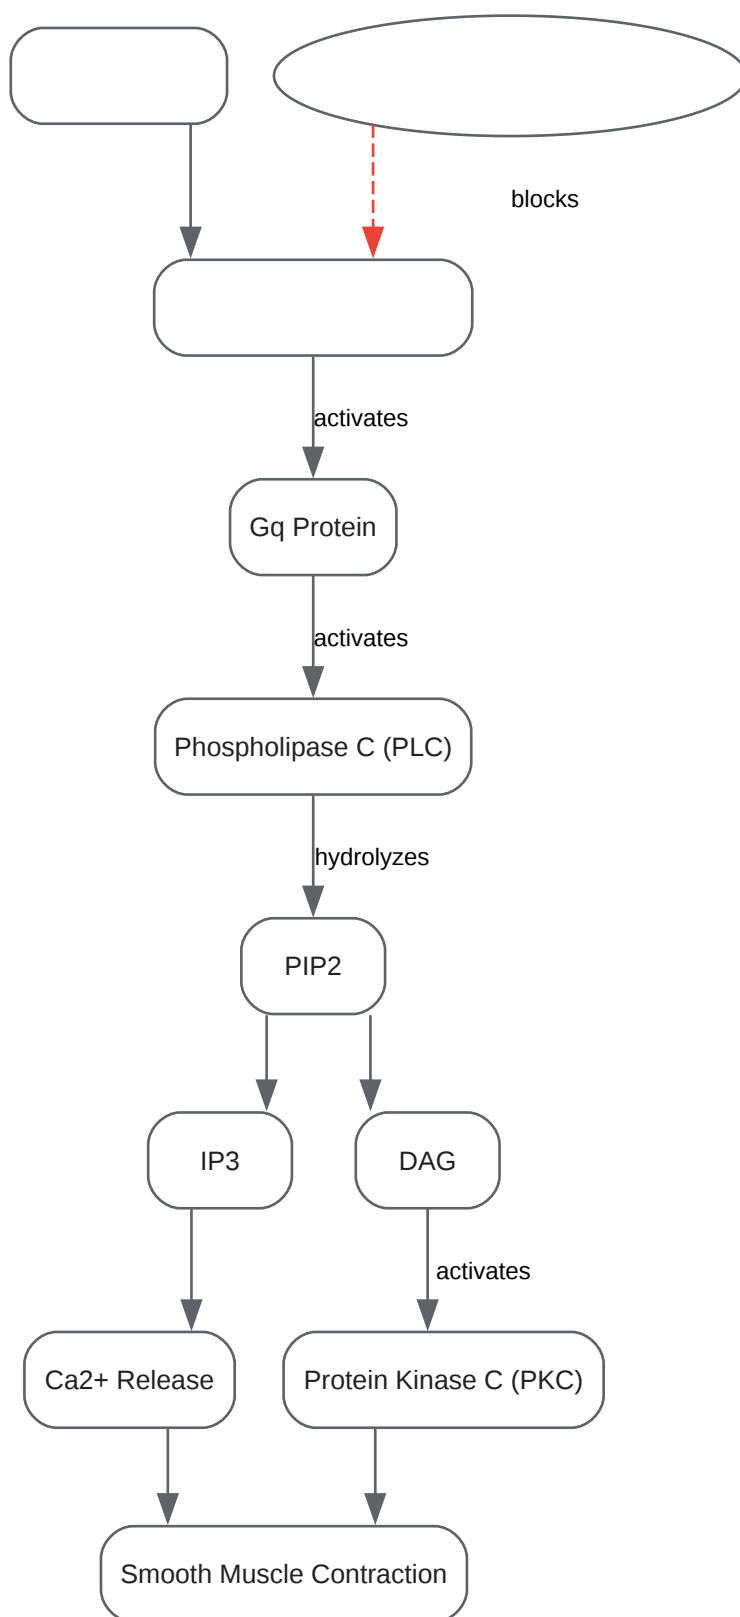 blocks
activates
Gq Protein
activates
Phospholipase C (PLC)
hydrolyzes
PIP2
IP3
DAG
activates
Ca2+ Release
Protein Kinase C (PKC)
Smooth Muscle Contraction